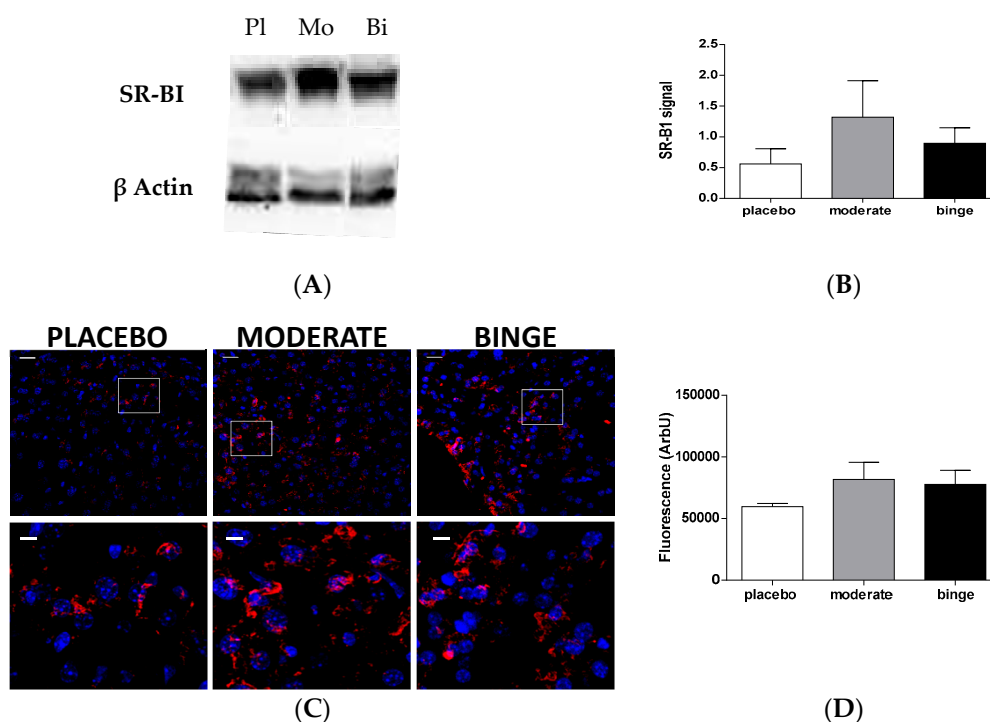 Pl Mo Bi
SR-BI
β Actin
(A)
2.5
2.0
1.5
1.0
0.5
0.0
SR-B1 signal
placebo moderate binge
(B)
PLACEBO MODERATE BINGE
(C)
150000
100000
50000
0
Fluorescence (ArbU)
placebo moderate binge
(D)